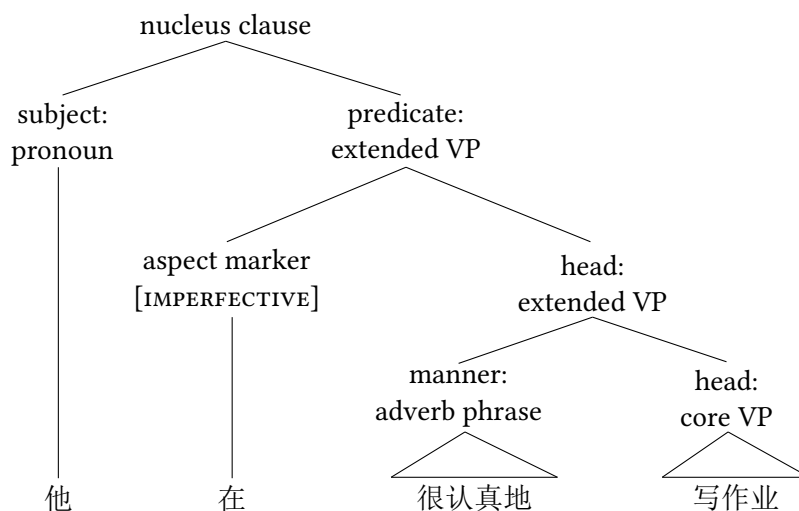 nucleus clause
subject:
pronoun
predicate:
extended VP
aspect marker
[IMPERFECTIVE]
head:
extended VP
manner:
adverb phrase
head:
core VP
他 在 很认真地 写作业